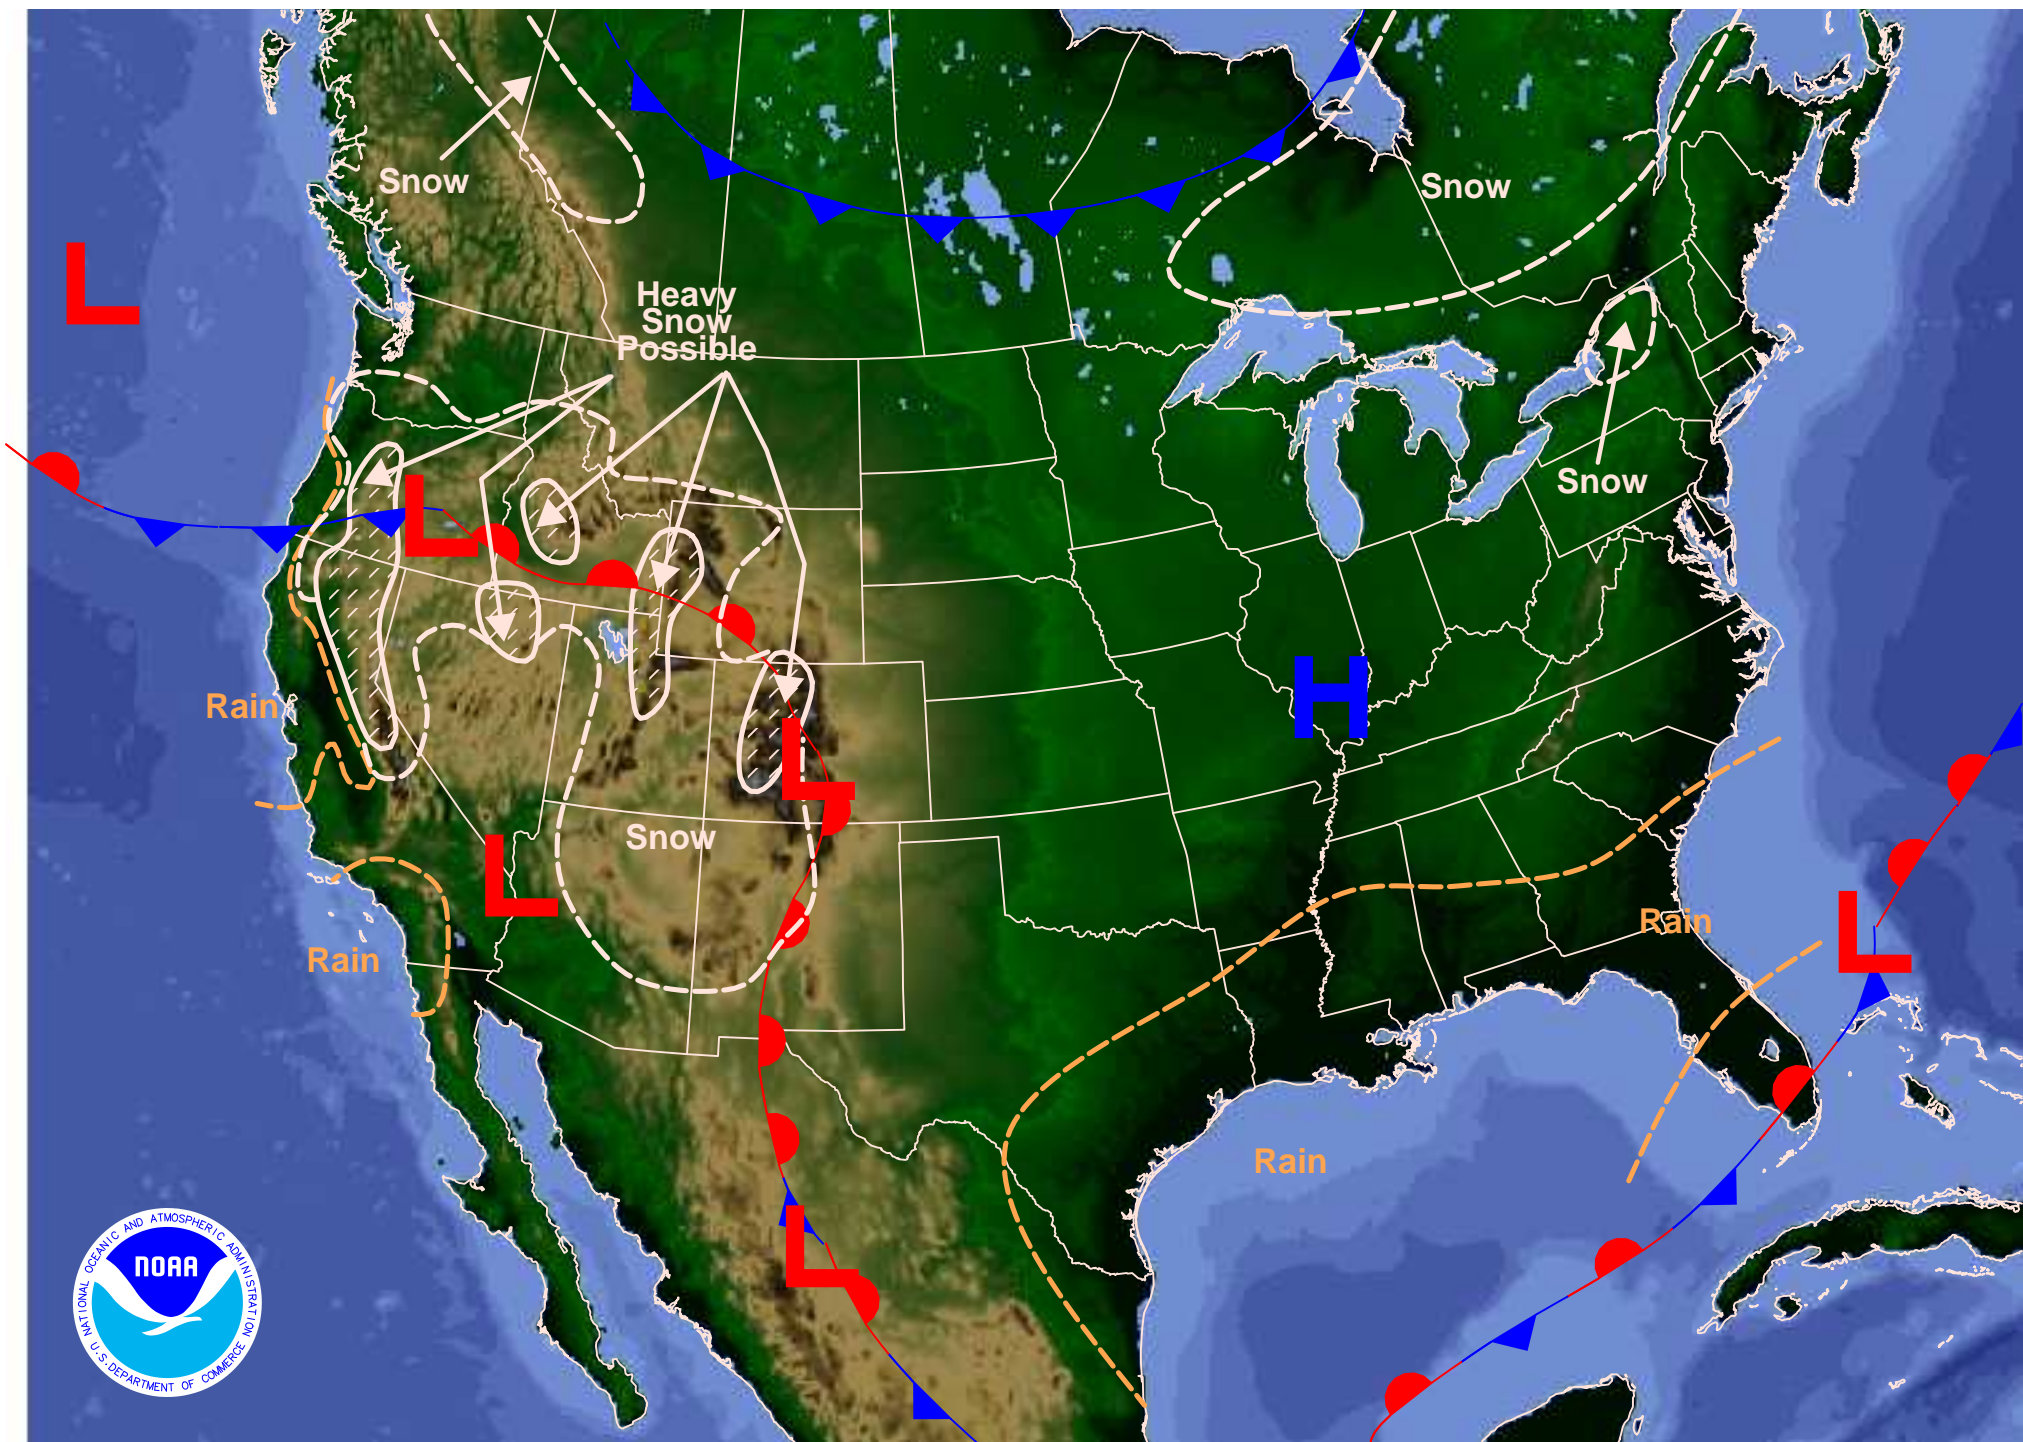 Snow
Snow
L
Heavy
Snow
Possible
L
Snow
H
Rain
L
Snow
L
Rain
L
Rain
Rain
L
NATIONAL OCEANIC AND ATMOSPHERIC ADMINISTRATION
NOAA
U.S. DEPARTMENT OF COMMERCE